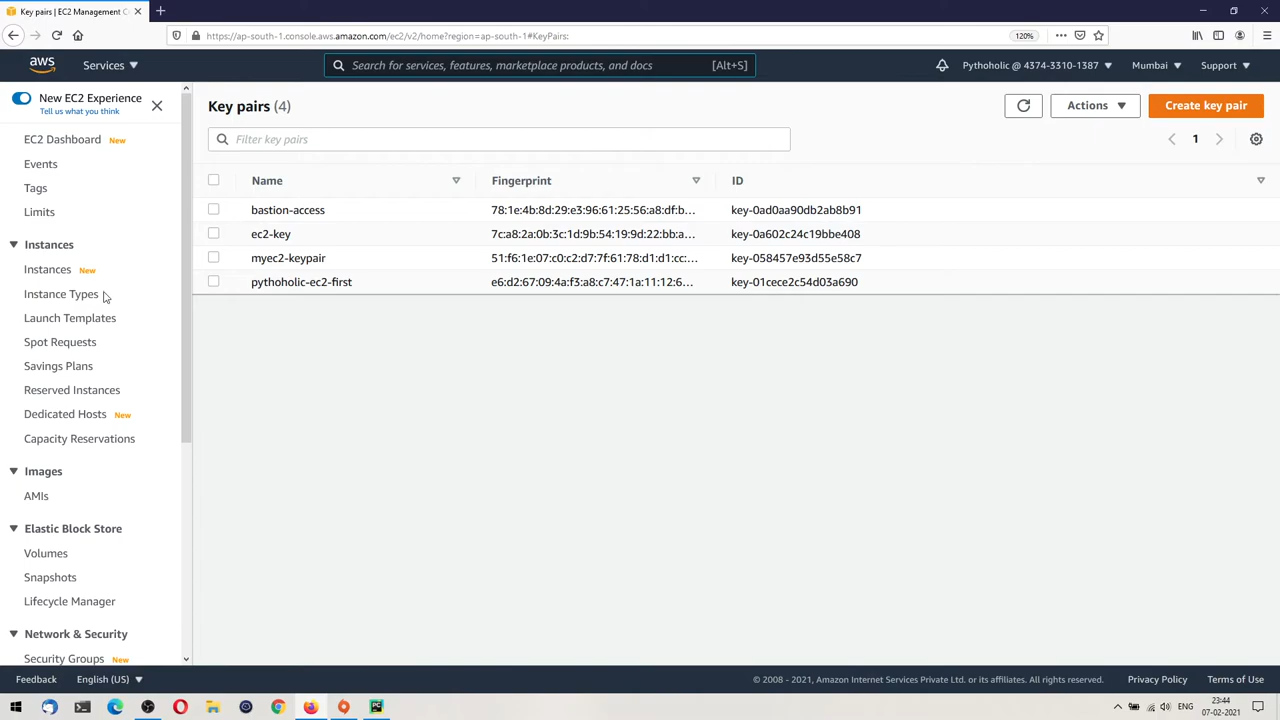 Key pairs | EC2 Management C
https://ap-south-1.console.aws.amazon.com/ec2/v2/home?region=ap-south-1#KeyPairs:
120%
aws
Services
Search for services, features, marketplace products, and docs
[Alt+S]
Pythoholic @ 4374-3310-1387
Mumbai
Support
New EC2 Experience
Tell us what you think
EC2 Dashboard New
Events
Tags
Limits
Instances
Instances New
Instance Types
Launch Templates
Spot Requests
Savings Plans
Reserved Instances
Dedicated Hosts New
Capacity Reservations
Images
AMIs
Elastic Block Store
Volumes
Snapshots
Lifecycle Manager
Network & Security
Security Groups New
Key pairs (4)
Actions
Create key pair
Filter key pairs
1
Name Fingerprint ID
bastion-access 78:1e:4b:8d:29:e3:96:61:25:56:a8:df:b... key-0ad0aa90db2ab8b91
ec2-key 7c:a8:2a:0b:3c:1d:9b:54:19:9d:22:bb:a... key-0a602c24c19bbe408
myec2-keypair 51:f6:1e:07:c0:c2:d7:7f:61:78:d1:d1:cc:... key-058457e93d55e58c7
pythoholic-ec2-first e6:d2:67:09:4a:f3:a8:c7:47:1a:11:12:6... key-01cece2c54d03a690
Feedback
English (US)
© 2008 - 2021, Amazon Internet Services Private Ltd. or its affiliates. All rights reserved.
Privacy Policy
Terms of Use
ENG
23:44
07-02-2021